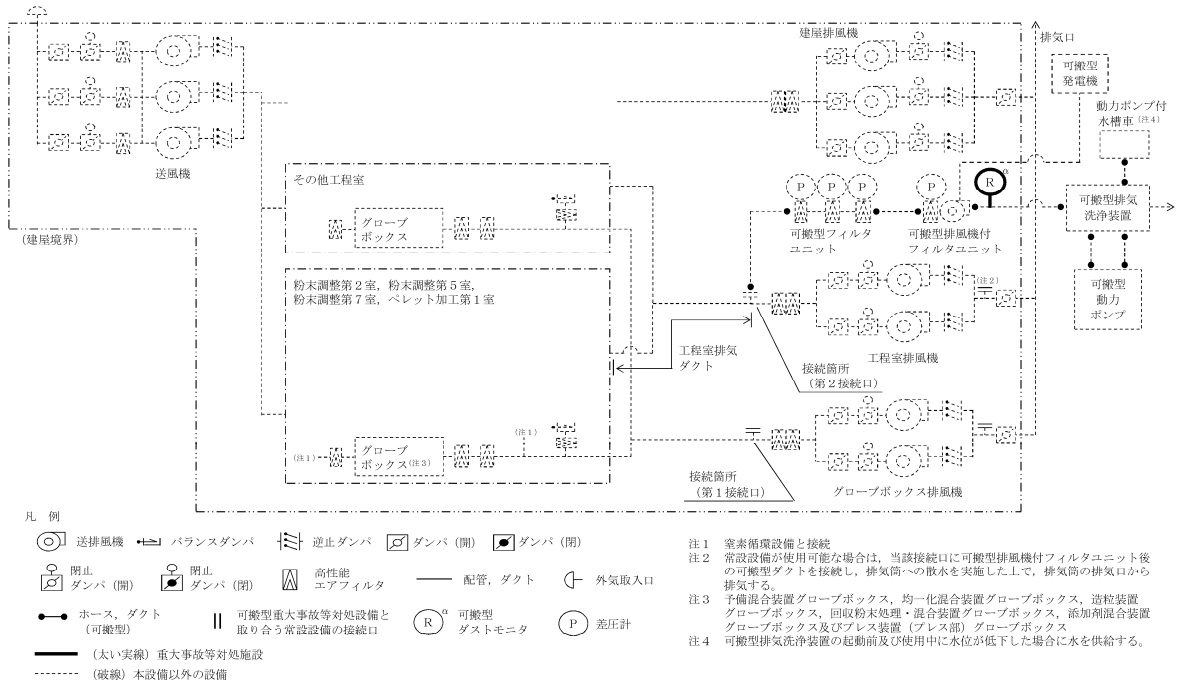 建屋排風機
排気口
可搬型
発電機
動力ポンプ付
水槽車(注4)
送風機
その他工程室
グローブ
ボックス
P
P
P
P
R
α
可搬型フィルタ
ユニット
可搬型排風機付
フィルタユニット
可搬型排気
洗浄装置
(建屋境界)
粉末調整第2室,粉末調整第5室,
粉末調整第7室,ペレット加工第1室
(注2)
可搬型
動力
ポンプ
工程室排気
ダクト
工程室排風機
接続箇所
(第2接続口)
(注1)
(注1)
グローブ
ボックス(注3)
接続箇所
(第1接続口)
グローブボックス排風機
凡 例
送排風機
バランスダンパ
逆止ダンパ
ダンパ(開)
ダンパ(閉)
閉止
ダンパ(開)
閉止
ダンパ(閉)
高性能
エアフィルタ
配管,ダクト
外気取入口
ホース,ダクト
(可搬型)
可搬型重大事故等対処設備と
取り合う常設設備の接続口
R
α
可搬型
ダストモニタ
P
差圧計
(太い実線)重大事故等対処施設
(破線)本設備以外の設備
注1 窒素循環設備と接続
注2 常設設備が使用可能な場合は,当該接続口に可搬型排風機付フィルタユニット後
の可搬型ダクトを接続し,排気筒への散水を実施した上で,排気筒の排気口から
排気する。
注3 予備混合装置グローブボックス,均一化混合装置グローブボックス,造粒装置
グローブボックス,回収粉末処理・混合装置グローブボックス,添加剤混合装置
グローブボックス及びプレス装置(プレス部)グローブボックス
注4 可搬型排気洗浄装置の起動前及び使用中に水位が低下した場合に水を供給する。